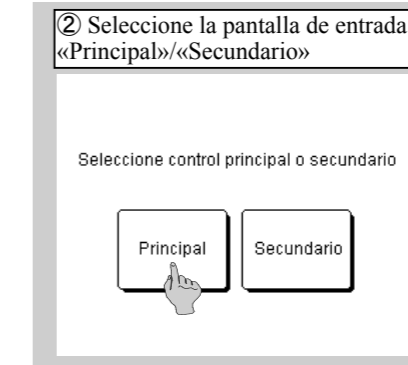 ② Seleccione la pantalla de entrada
«Principal»/«Secundario»
Seleccione control principal o secundario
Principal Secundario